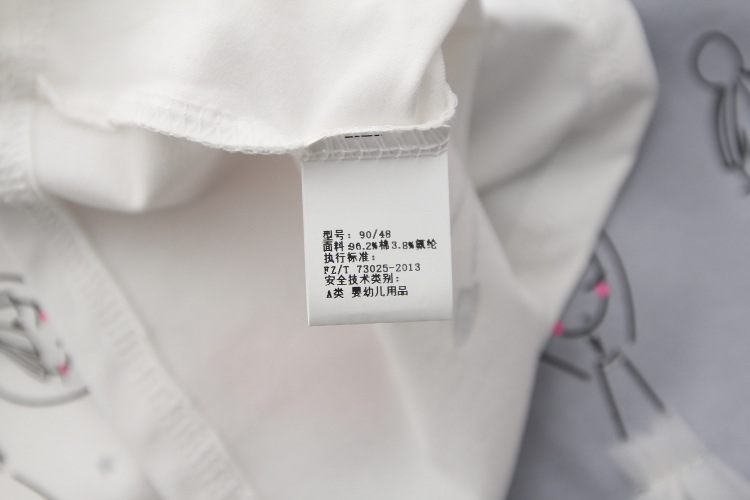 型号: 90/48
面料:96.2%棉3.8%氨纶
执行标准:
FZ/T 73025-2013
安全技术类别:
A类 婴幼儿用品